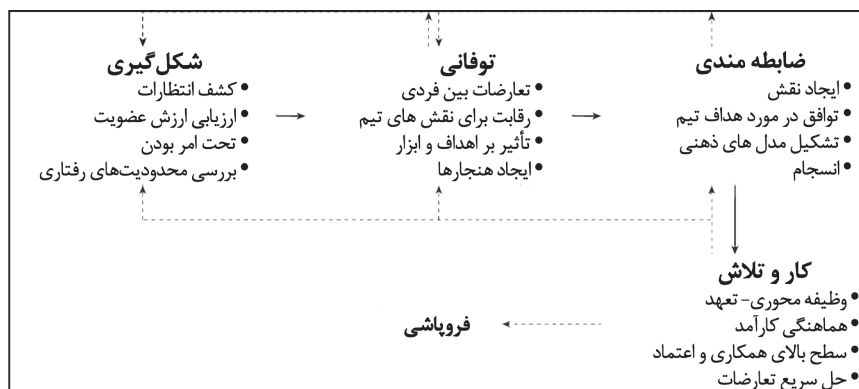 شکل‌گیری
• کشف انتظارات
• ارزیابی ارزش عضویت
• تحت امر بودن
• بررسی محدودیت‌های رفتاری
توفانی
• تعارضات بین فردی
• رقابت برای نقش های تیم
• تأثیر بر اهداف و ابزار
• ایجاد هنجارها
ضابطه مندی
• ایجاد نقش
• توافق در مورد هداف تیم
• تشکیل مدل های ذهنی
• انسجام
کار و تلاش
• وظیفه محوری- تعهد
• هماهنگی کارآمد
• سطح بالای همکاری و اعتماد
• حل سریع تعارضات
فروپاشی